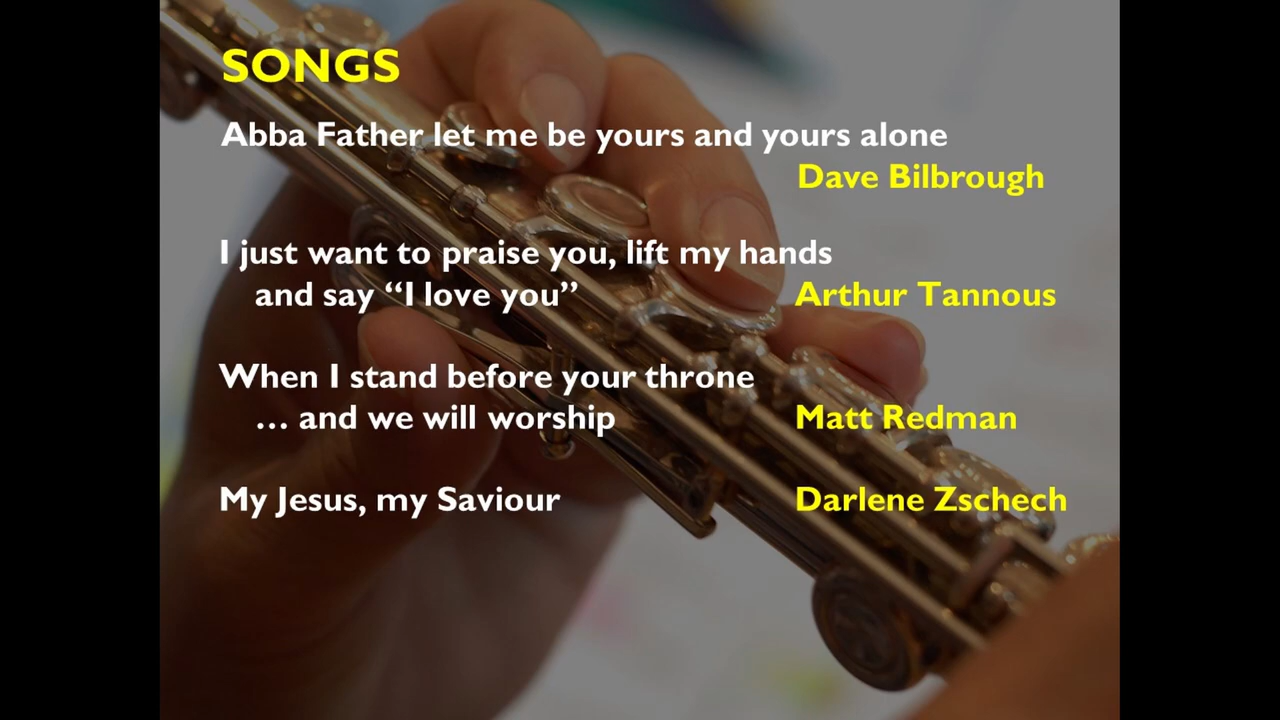 SONGS
Abba Father let me be yours and yours alone
Dave Bilbrough
I just want to praise you, lift my hands
and say “I love you” Arthur Tannous
When I stand before your throne
… and we will worship Matt Redman
My Jesus, my Saviour Darlene Zschech